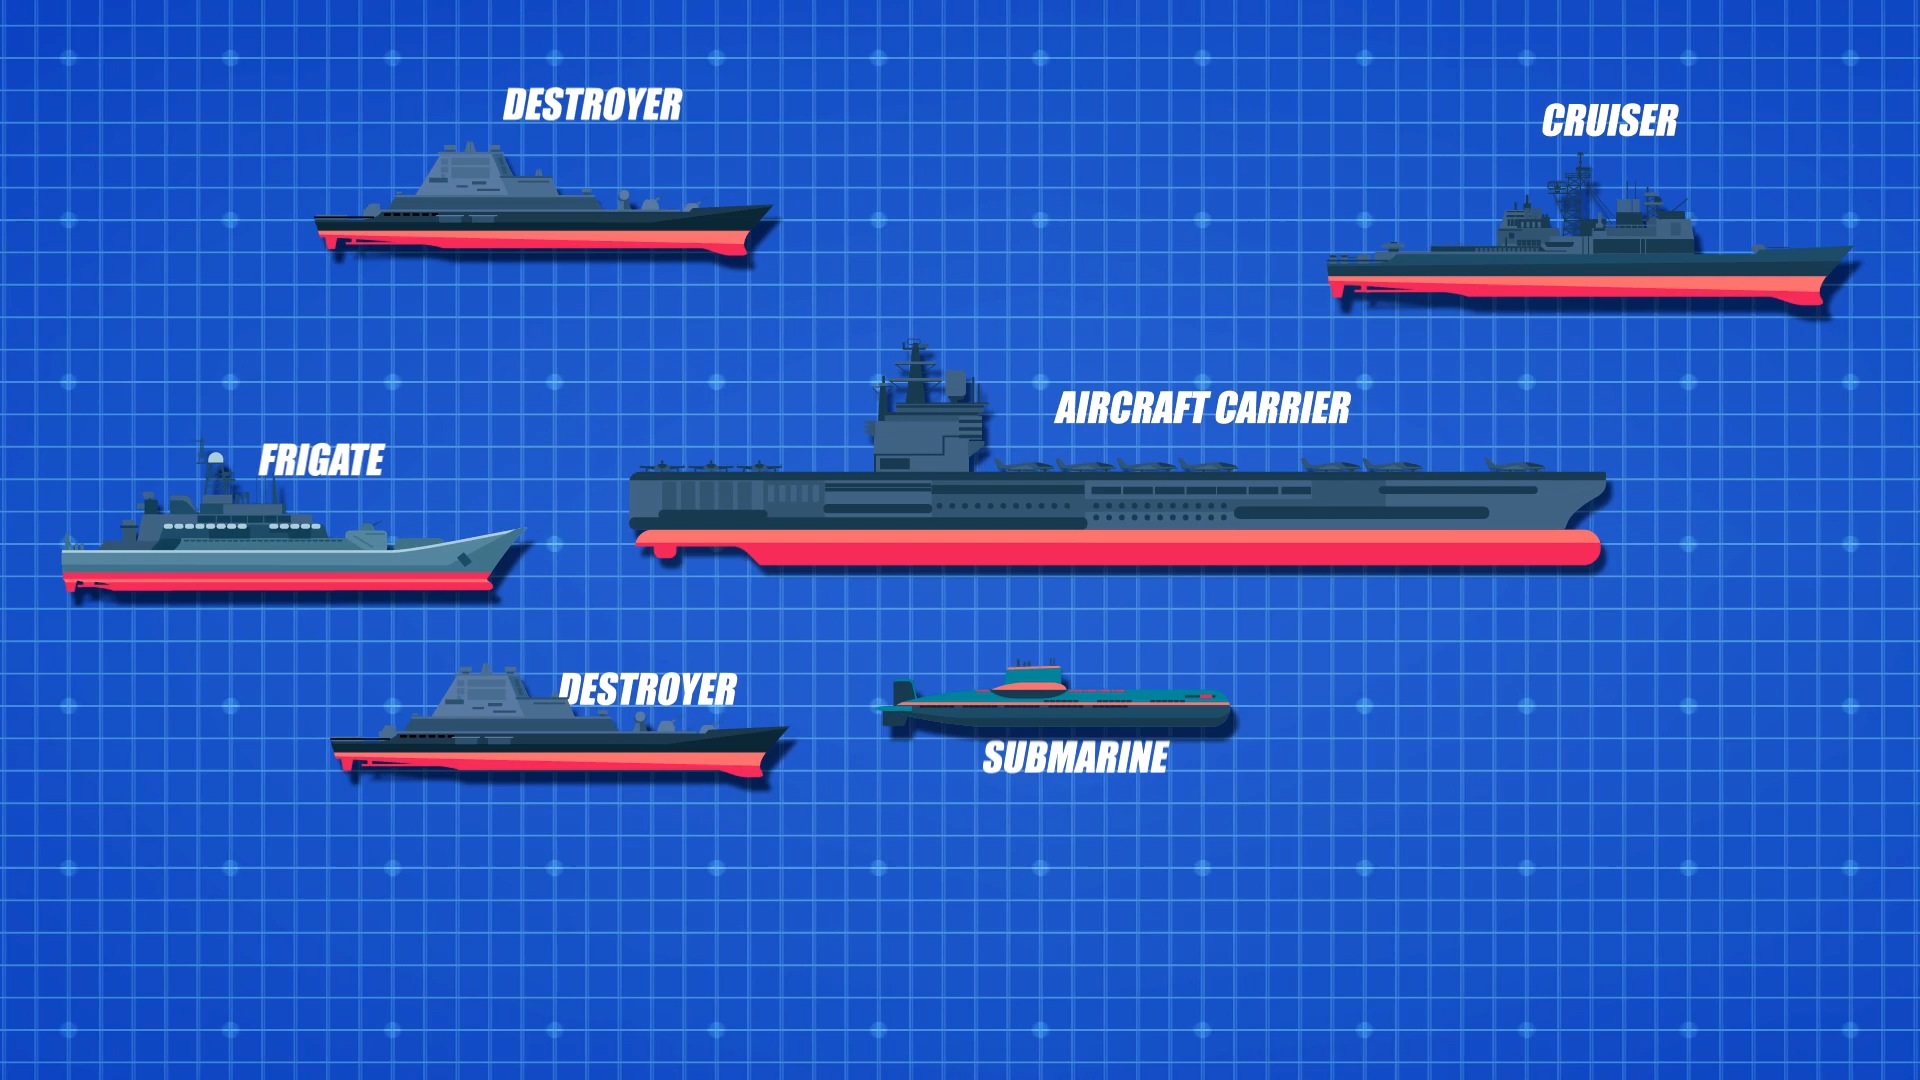 DESTROYER
CRUISER
AIRCRAFT CARRIER
FRIGATE
DESTROYER
SUBMARINE